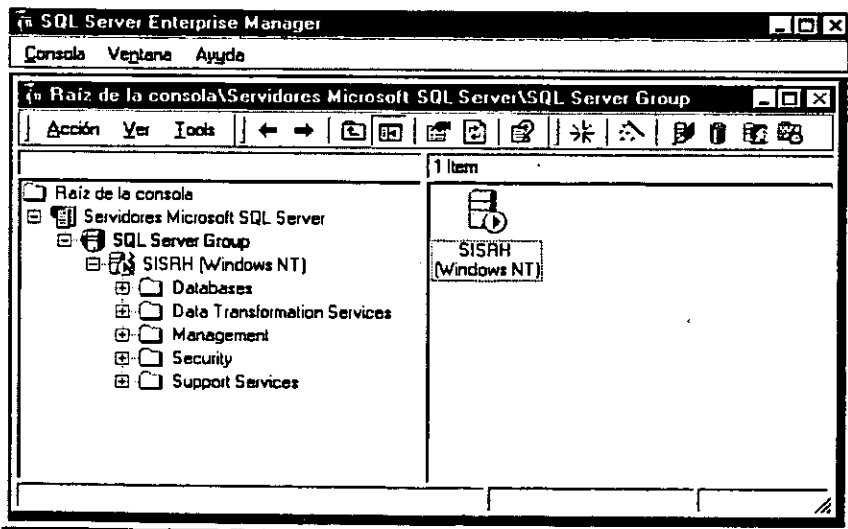 SQL Server Enterprise Manager
Consola Ventana Ayuda
Raíz de la consola\Servidores Microsoft SQL Server\SQL Server Group
Acción Ver Tools
1 Item
Raíz de la consola
Servidores Microsoft SQL Server
SQL Server Group
SISRH (Windows NT)
Databases
Data Transformation Services
Management
Security
Support Services
SISRH
(Windows NT)